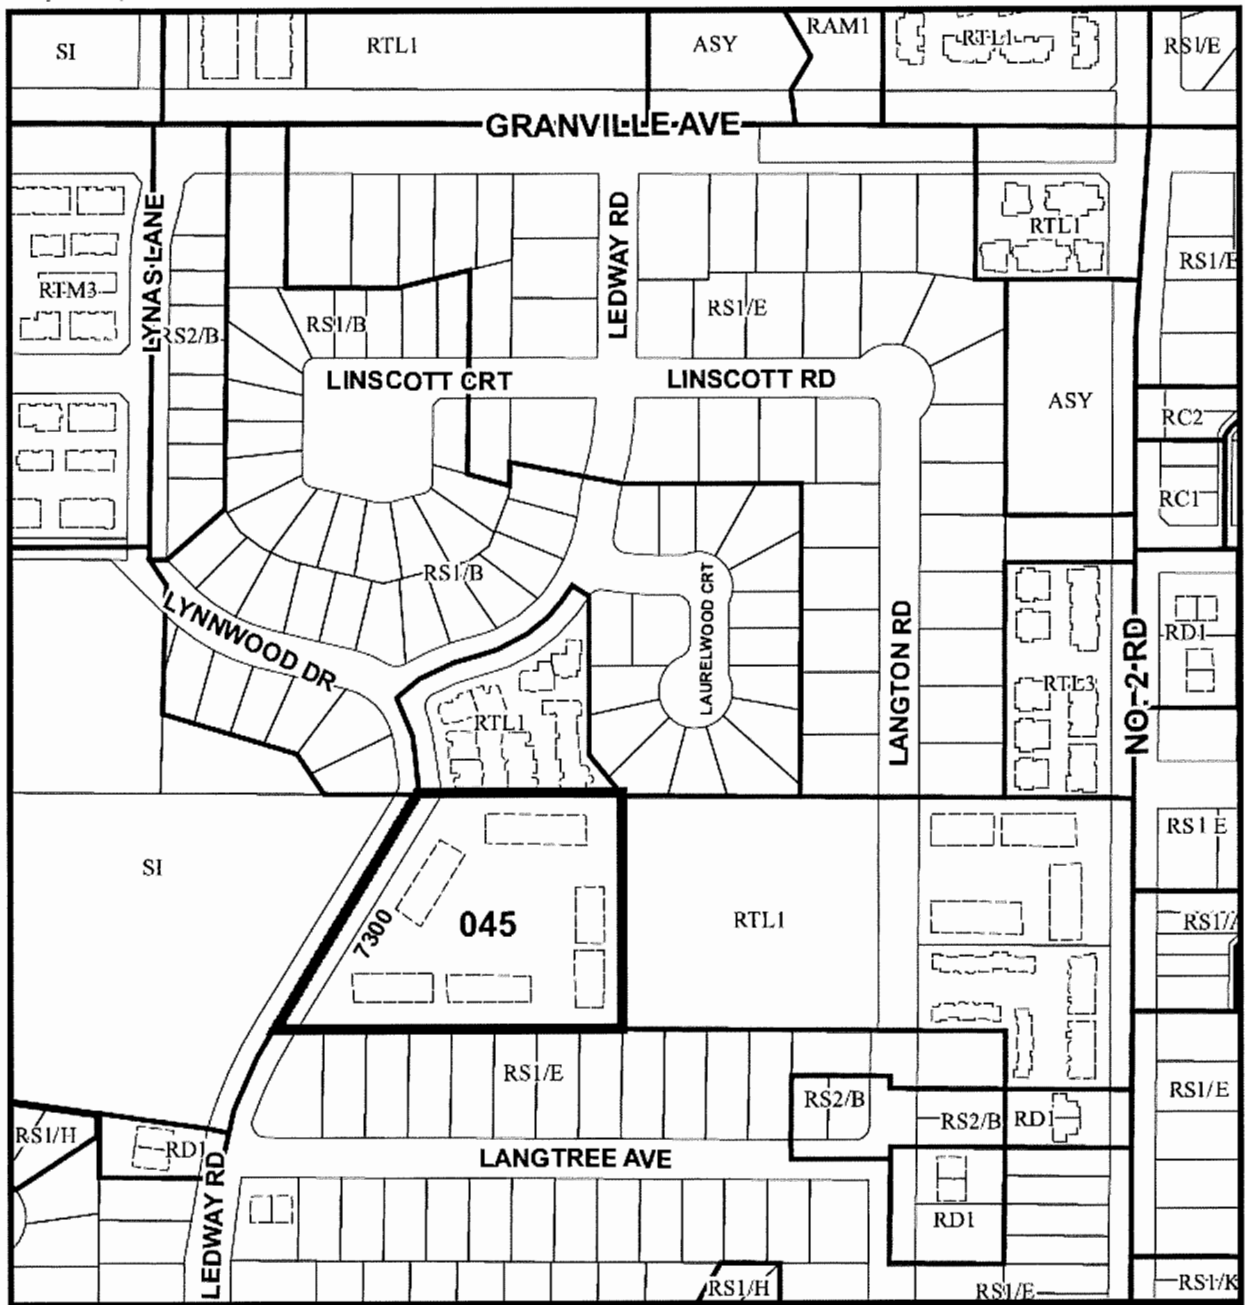 SI
RTL1
ASY
RAM1
RTL1
RS1/E
GRANVILLE AVE
LYNAS LANE
LEDWAY RD
RTL1
RS1/E
RTM3
RS2/B
RS1/B
RS1/E
LINSCOTT CRT
LINSCOTT RD
ASY
RC2
RC1
RS1/B
LAURELWOOD CRT
LYNNWOOD DR
LANGTON RD
NO. 2 RD
RD1
RTL3
RTL1
SI
7300
045
RTL1
RS1 E
RS1/A
RS1/E
RS2/B
RS1/E
RS2/B
RD1
RS1/H
RD1
LEDWAY RD
LANGTREE AVE
RD1
RS1/H
RS1/E
RS1/K